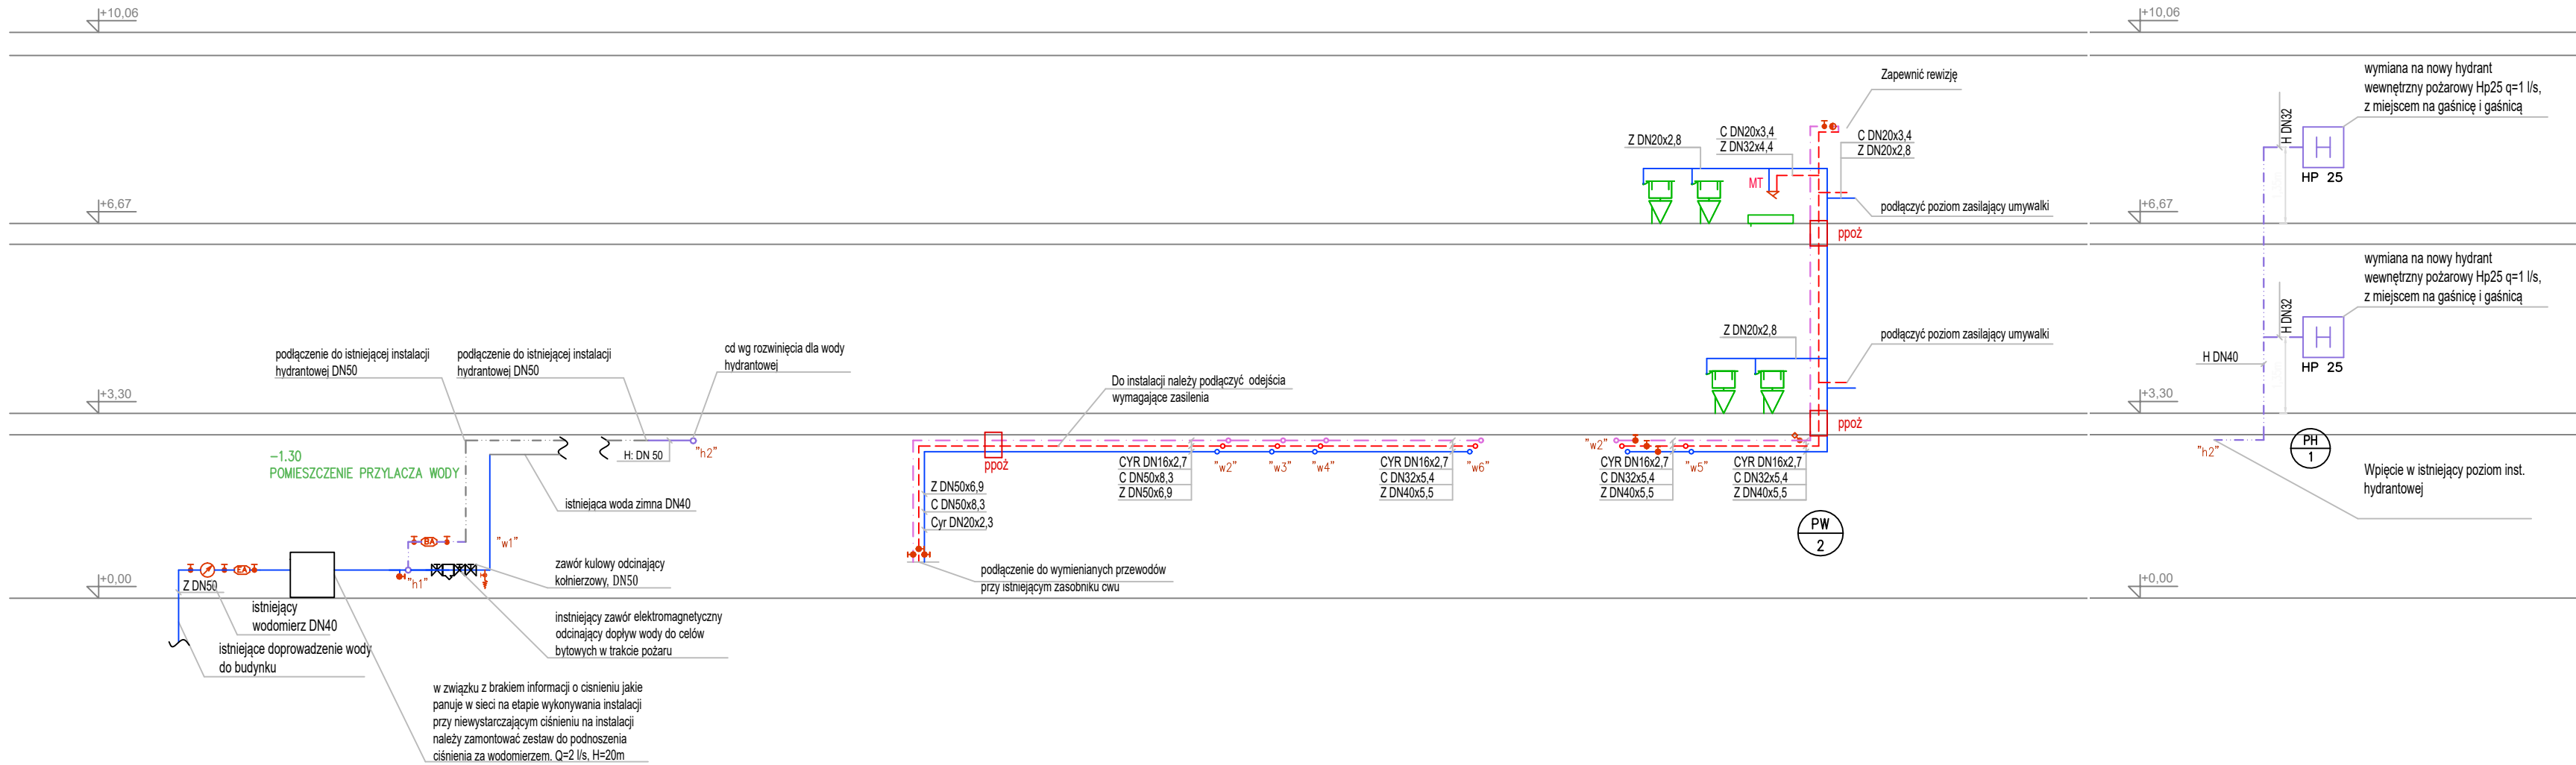 +10,06
+10,06
wymiana na nowy hydrant
wewnętrzny pożarowy Hp25 q=1 l/s,
z miejscem na gaśnicę i gaśnicą
Zapewnić rewizję
H DN32
HP 25
Z DN20x2,8
C DN20x3,4
Z DN32x4,4
C DN20x3,4
Z DN20x2,8
MT
+6,67
podłączyć poziom zasilający umywalki
+6,67
ppoż
wymiana na nowy hydrant
wewnętrzny pożarowy Hp25 q=1 l/s,
z miejscem na gaśnicę i gaśnicą
H DN32
H DN40
HP 25
Z DN20x2,8
podłączyć poziom zasilający umywalki
podłączenie do istniejącej instalacji
hydrantowej DN50
podłączenie do istniejącej instalacji
hydrantowej DN50
cd wg rozwinięcia dla wody
hydrantowej
Do instalacji należy podłączyć odejścia
wymagające zasilenia
+3,30
+3,30
ppoż
-1.30
POMIESZCZENIE PRZYLACZA WODY
H: DN 50
"h2"
ppoż
CYR DN16x2,7
C DN50x8,3
Z DN50x6,9
"w2"
"w3"
"w4"
CYR DN16x2,7
C DN32x5,4
Z DN40x5,5
"w6"
"w2"
CYR DN16x2,7
C DN32x5,4
Z DN40x5,5
"w5"
CYR DN16x2,7
C DN32x5,4
Z DN40x5,5
"h2"
PH
1
Wpięcie w istniejący poziom inst.
hydrantowej
Z DN50x6,9
C DN50x8,3
Cyr DN20x2,3
istniejąca woda zimna DN40
PW
2
BA
"w1"
EA
"h1"
zawór kulowy odcinający
kołnierzowy, DN50
podłączenie do wymienianych przewodów
przy istniejącym zasobniku cwu
+0,00
Z DN50
+0,00
istniejący
wodomierz DN40
instniejący zawór elektromagnetyczny
odcinający dopływ wody do celów
bytowych w trakcie pożaru
istniejące doprowadzenie wody
do budynku
w związku z brakiem informacji o cisnieniu jakie
panuje w sieci na etapie wykonywania instalacji
przy niewystarczającym ciśnieniu na instalacji
należy zamontować zestaw do podnoszenia
ciśnienia za wodomierzem. Q=2 l/s, H=20m